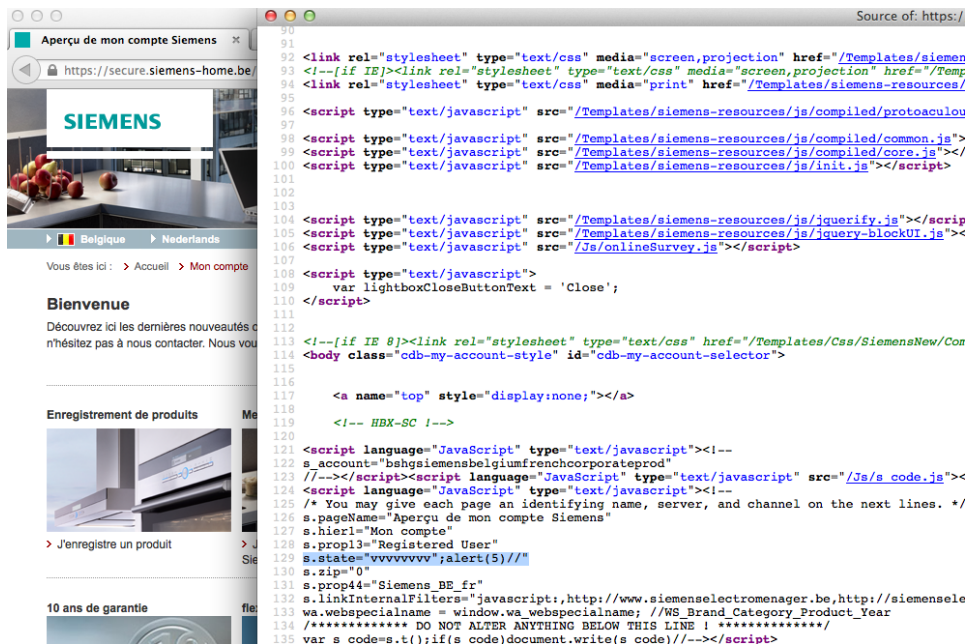 Aperçu de mon compte Siemens ×
https://secure.siemens-home.be/
SIEMENS
Belgique Nederlands
Vous êtes ici : Accueil Mon compte
Bienvenue
Découvrez ici les dernières nouveautés
n'hésitez pas à nous contacter. Nous vou
Enregistrement de produits Me
J'enregistre un produit
Sie
10 ans de garantie fle
Source of: https:/
90
91
92 <link rel="stylesheet" type="text/css" media="screen,projection" href="/Templates/siemen
93 <!--[if IE]><link rel="stylesheet" type="text/css" media="screen,projection" href="/Temp
94 <link rel="stylesheet" type="text/css" media="print" href="/Templates/siemens-resources/
95
96 <script type="text/javascript" src="/Templates/siemens-resources/js/compiled/protoaculou
97
98 <script type="text/javascript" src="/Templates/siemens-resources/js/compiled/common.js">
99 <script type="text/javascript" src="/Templates/siemens-resources/js/compiled/core.js"></
100 <script type="text/javascript" src="/Templates/siemens-resources/js/init.js"></script>
101
102
103
104 <script type="text/javascript" src="/Templates/siemens-resources/js/jquerify.js"></scrip
105 <script type="text/javascript" src="/Templates/siemens-resources/js/jquery-blockUI.js"><
106 <script type="text/javascript" src="/Js/onlineSurvey.js"></script>
107
108 <script type="text/javascript">
109 var lightboxCloseButtonText = 'Close';
110 </script>
111
112
113 <!--[if IE 8]><link rel="stylesheet" type="text/css" href="/Templates/Css/SiemensNew/Com
114 <body class="cdb-my-account-style" id="cdb-my-account-selector">
115
116
117 <a name="top" style="display:none;"></a>
118
119 <!-- HBX-SC !-->
120
121 <script language="JavaScript" type="text/javascript"><!--
122 s_account="bshgsiemensbelgiumfrenchcorporateprod"
123 //--></script><script language="JavaScript" type="text/javascript" src="/Js/s_code.js"><
124 <script language="JavaScript" type="text/javascript"><!--
125 /* You may give each page an identifying name, server, and channel on the next lines. */
126 s.pageName="Aperçu de mon compte Siemens"
127 s.hier1="Mon compte"
128 s.prop13="Registered User"
129 s.state="vvvvvvvv";alert(5)//"
130 s.zip="0"
131 s.prop44="Siemens_BE_fr"
132 s.linkInternalFilters="javascript:,http://www.siemenselectromenager.be,http://siemensele
133 wa.webspecialname = window.wa_webspecialname; //WS_Brand_Category_Product_Year
134 /************* DO NOT ALTER ANYTHING BELOW THIS LINE ! **************/
135 var s_code=s.t();if(s_code)document.write(s_code)//--></script>